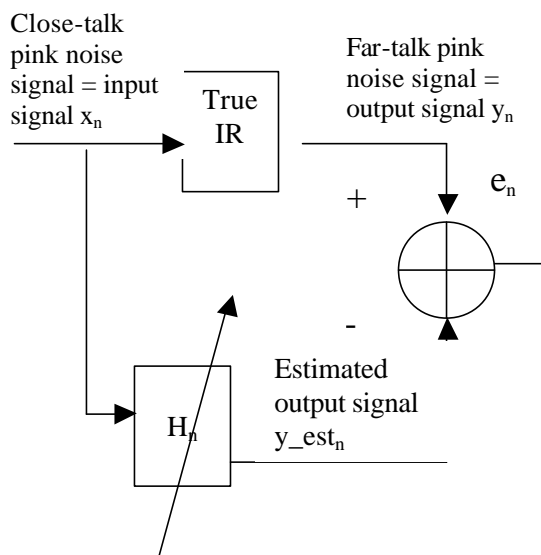 Close-talk
pink noise
signal = input
signal xₙ
True
IR
Far-talk pink
noise signal =
output signal yₙ
eₙ
+
-
Estimated
output signal
y_estₙ
Hₙ